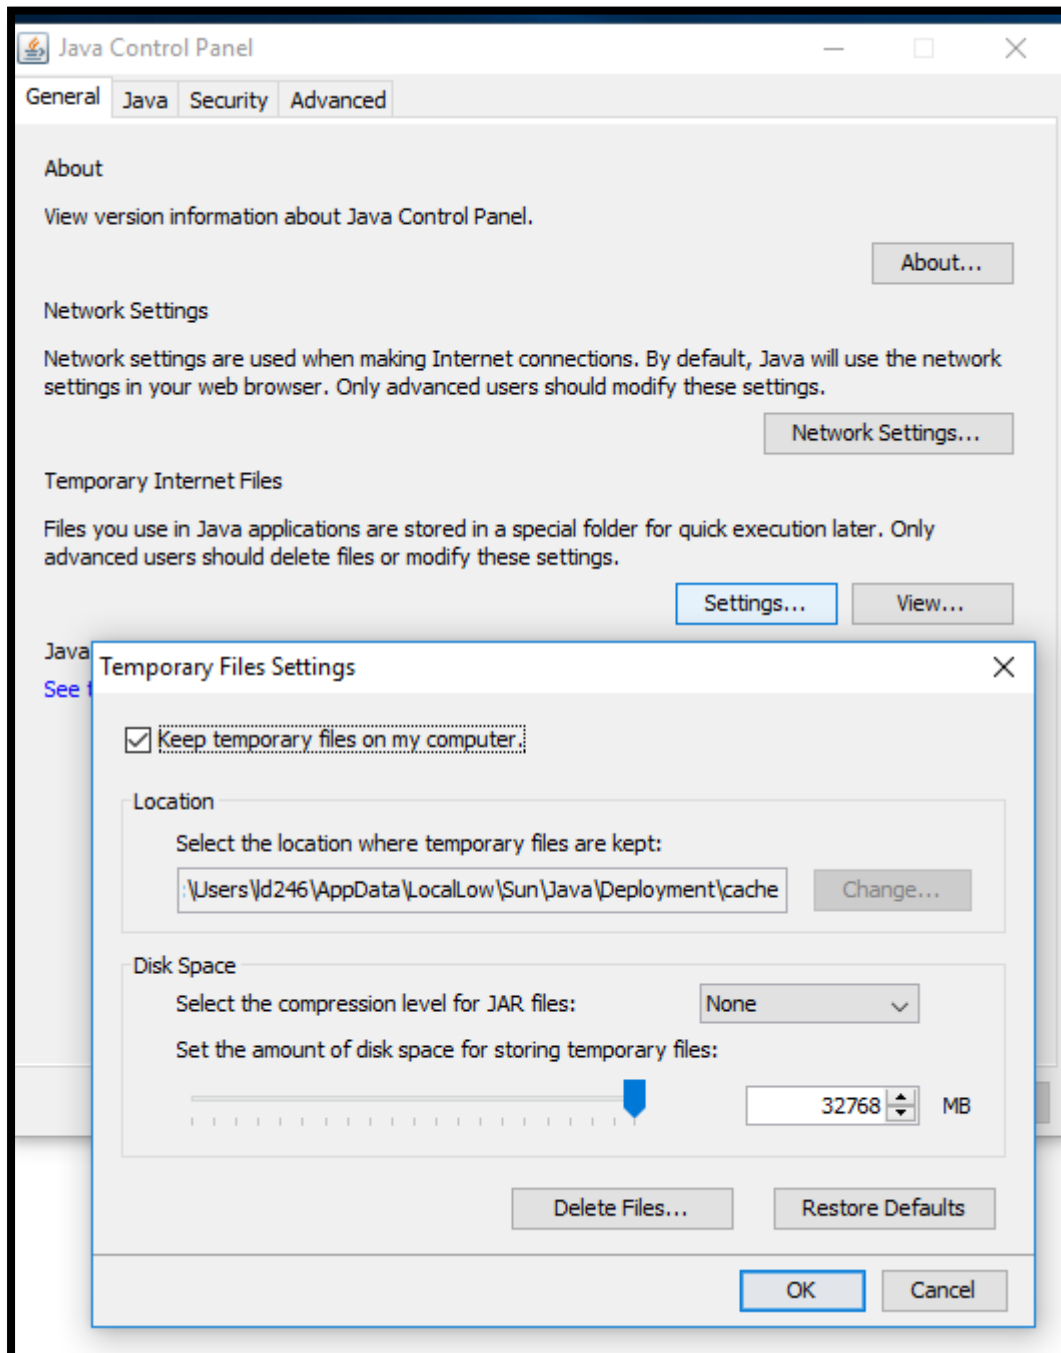 Java Control Panel
General Java Security Advanced
About
View version information about Java Control Panel.
About...
Network Settings
Network settings are used when making Internet connections. By default, Java will use the network
settings in your web browser. Only advanced users should modify these settings.
Network Settings...
Temporary Internet Files
Files you use in Java applications are stored in a special folder for quick execution later. Only
advanced users should delete files or modify these settings.
Settings... View...
Java
See
Temporary Files Settings
Keep temporary files on my computer.
Location
Select the location where temporary files are kept:
:\Users\ld246\AppData\LocalLow\Sun\Java\Deployment\cache Change...
Disk Space
Select the compression level for JAR files: None
Set the amount of disk space for storing temporary files:
32768 MB
Delete Files... Restore Defaults
OK Cancel